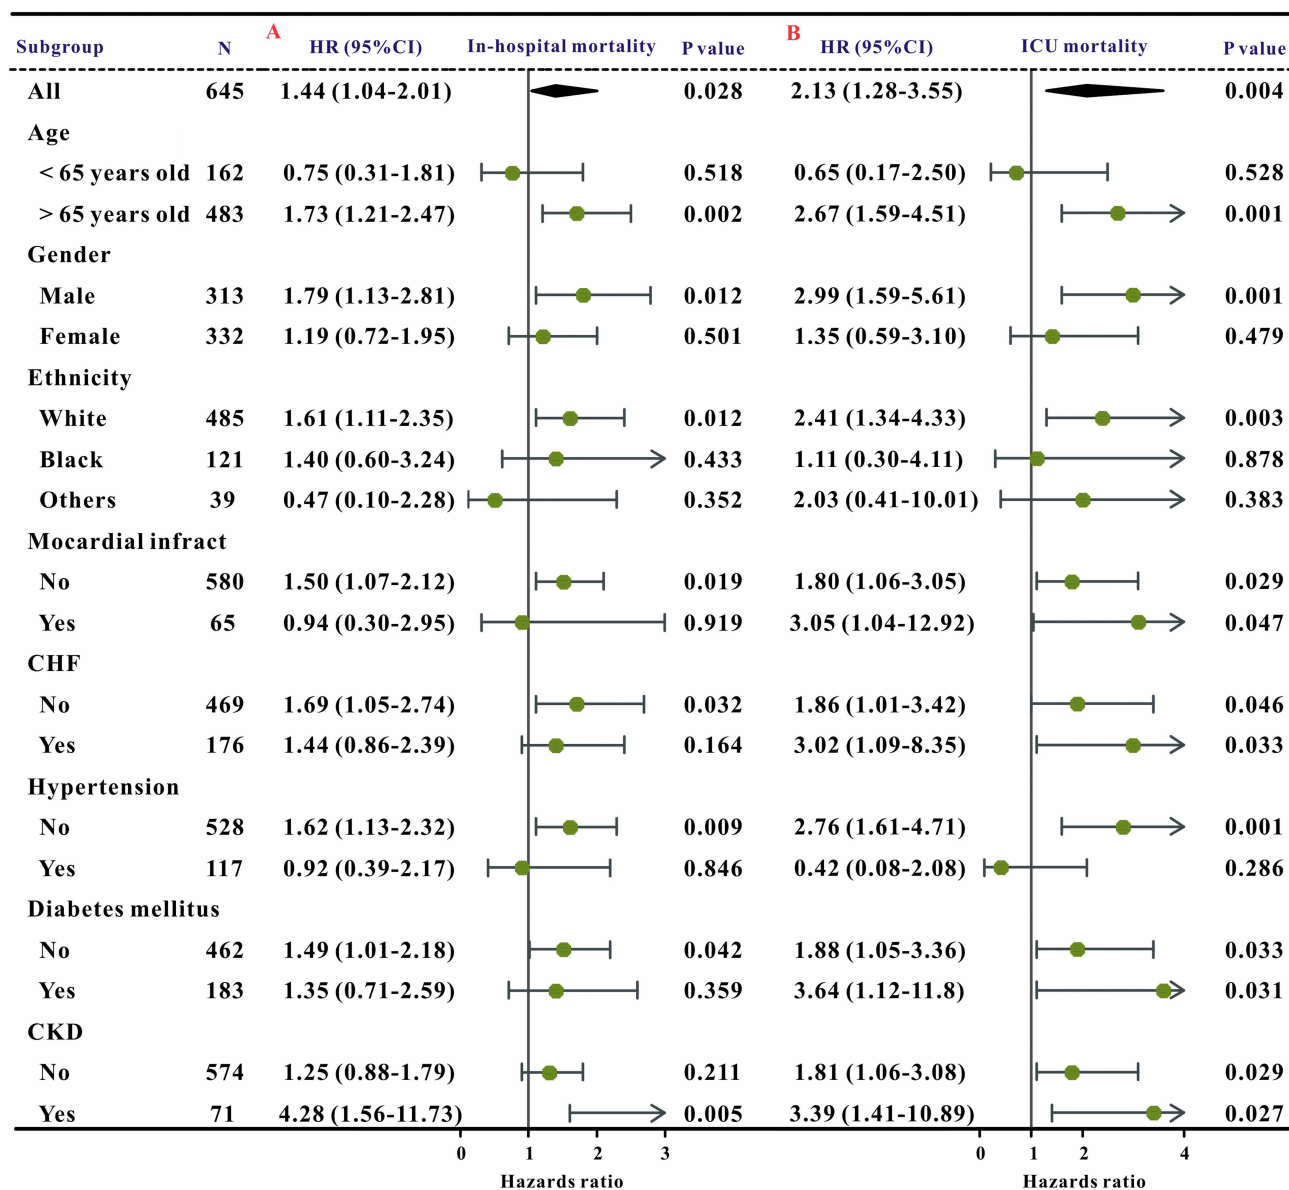 Subgroup N A HR (95%CI) In-hospital mortality P value B HR (95%CI) ICU mortality P value
All 645 1.44 (1.04-2.01) 0.028 2.13 (1.28-3.55) 0.004
Age
< 65 years old 162 0.75 (0.31-1.81) 0.518 0.65 (0.17-2.50) 0.528
> 65 years old 483 1.73 (1.21-2.47) 0.002 2.67 (1.59-4.51) 0.001
Gender
Male 313 1.79 (1.13-2.81) 0.012 2.99 (1.59-5.61) 0.001
Female 332 1.19 (0.72-1.95) 0.501 1.35 (0.59-3.10) 0.479
Ethnicity
White 485 1.61 (1.11-2.35) 0.012 2.41 (1.34-4.33) 0.003
Black 121 1.40 (0.60-3.24) 0.433 1.11 (0.30-4.11) 0.878
Others 39 0.47 (0.10-2.28) 0.352 2.03 (0.41-10.01) 0.383
Mocardial infract
No 580 1.50 (1.07-2.12) 0.019 1.80 (1.06-3.05) 0.029
Yes 65 0.94 (0.30-2.95) 0.919 3.05 (1.04-12.92) 0.047
CHF
No 469 1.69 (1.05-2.74) 0.032 1.86 (1.01-3.42) 0.046
Yes 176 1.44 (0.86-2.39) 0.164 3.02 (1.09-8.35) 0.033
Hypertension
No 528 1.62 (1.13-2.32) 0.009 2.76 (1.61-4.71) 0.001
Yes 117 0.92 (0.39-2.17) 0.846 0.42 (0.08-2.08) 0.286
Diabetes mellitus
No 462 1.49 (1.01-2.18) 0.042 1.88 (1.05-3.36) 0.033
Yes 183 1.35 (0.71-2.59) 0.359 3.64 (1.12-11.8) 0.031
CKD
No 574 1.25 (0.88-1.79) 0.211 1.81 (1.06-3.08) 0.029
Yes 71 4.28 (1.56-11.73) 0.005 3.39 (1.41-10.89) 0.027
0 1 2 3 0 1 2 4
Hazards ratio Hazards ratio